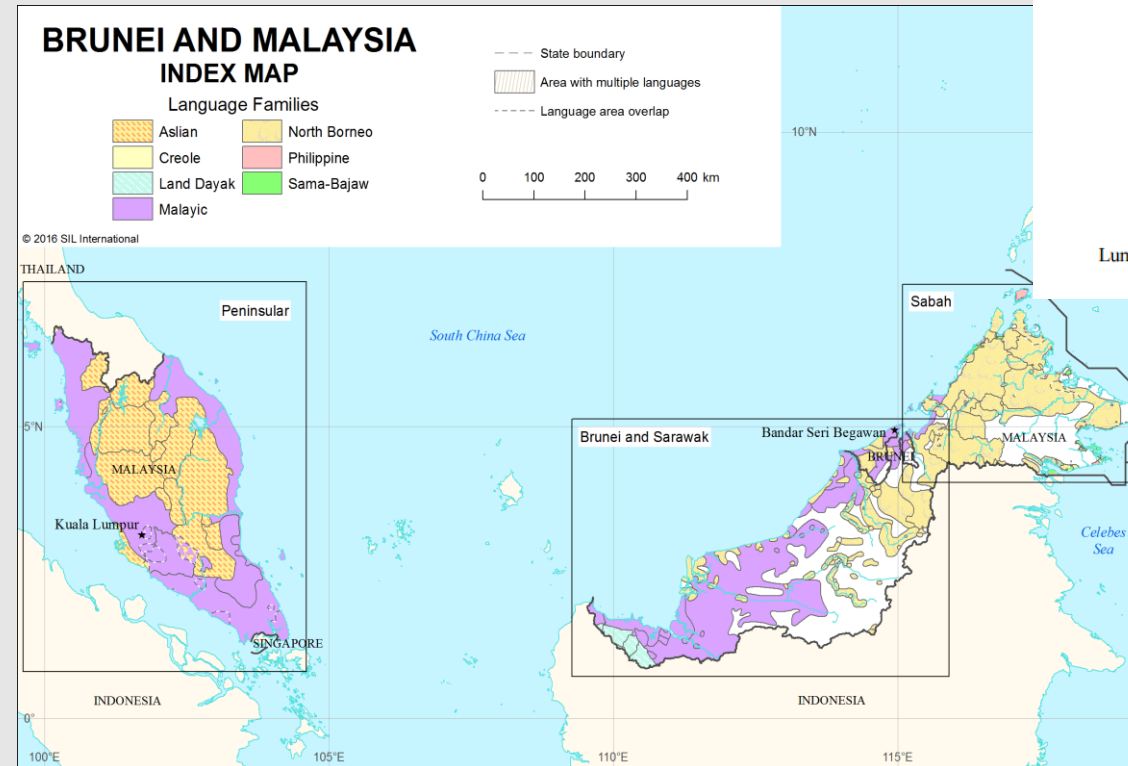 BRUNEI AND MALAYSIA
INDEX MAP
Language Families
Aslian
North Borneo
Creole
Philippine
Land Dayak
Sama-Bajaw
Malayic
State boundary
Area with multiple languages
Language area overlap
0 100 200 300 400 km
© 2016 SIL International
10°N
Lun
THAILAND
Peninsular
Sabah
South China Sea
5°N
Brunei and Sarawak
Bandar Seri Begawan
MALAYSIA
BRUNEI
MALAYSIA
Kuala Lumpur
Celebes
Sea
SINGAPORE
INDONESIA
INDONESIA
0°
100°E
105°E
110°E
115°E